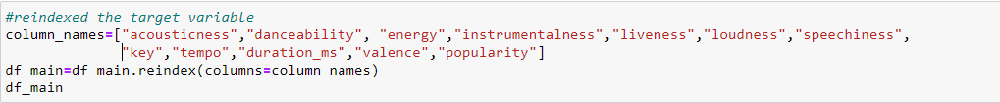 #reindexed the target variable
column_names=["acousticness","danceability", "energy","instrumentalness","liveness","loudness","speechiness",
"key","tempo","duration_ms","valence","popularity"]
df_main=df_main.reindex(columns=column_names)
df_main